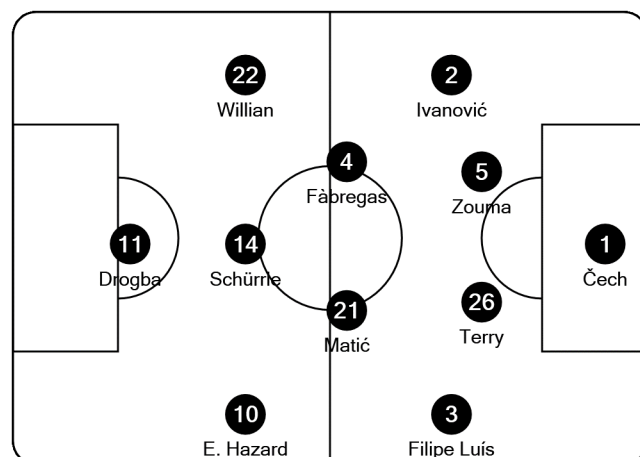 22
Willian
2
Ivanović
4
Fàbregas
5
Zouma
11
Drogba
14
Schürrle
1
Čech
21
Matić
26
Terry
10
E. Hazard
3
Filipe Luís